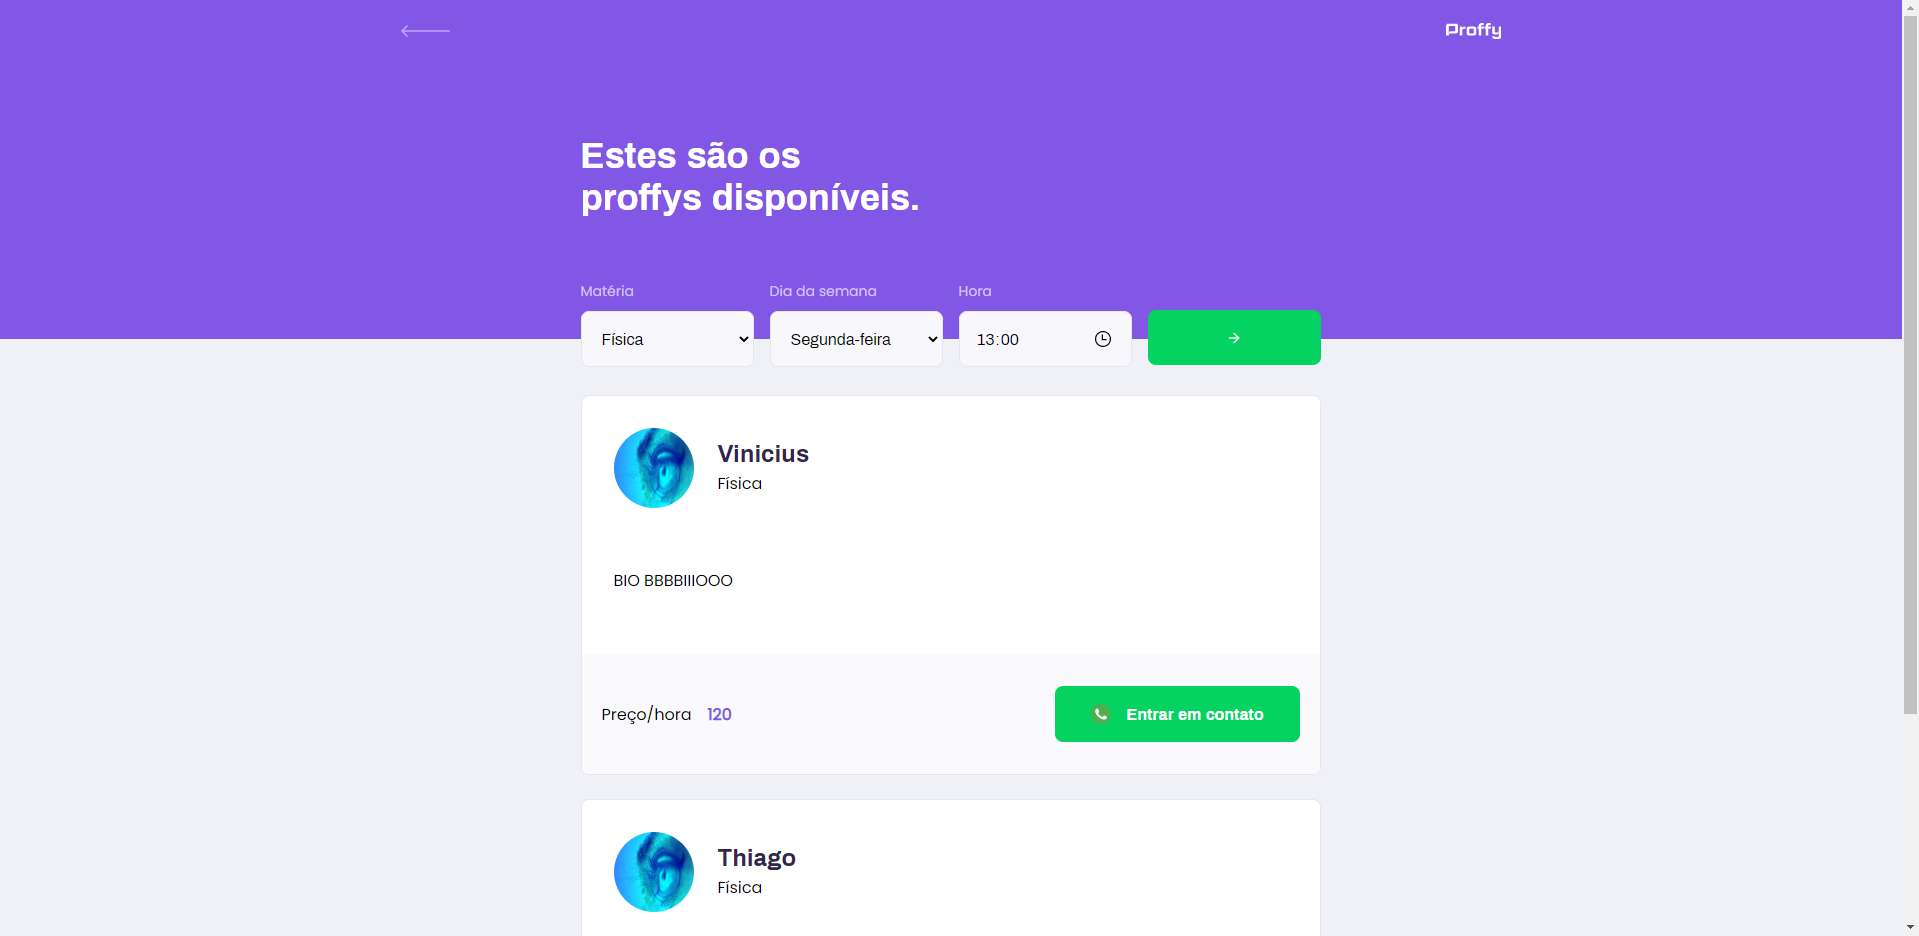 Proffy
Estes são os
proffys disponíveis.
Matéria Dia da semana Hora
Física Segunda-feira 13:00
Vinicius
Física
BIO BBBBIIIOOO
Preço/hora 120 Entrar em contato
Thiago
Física